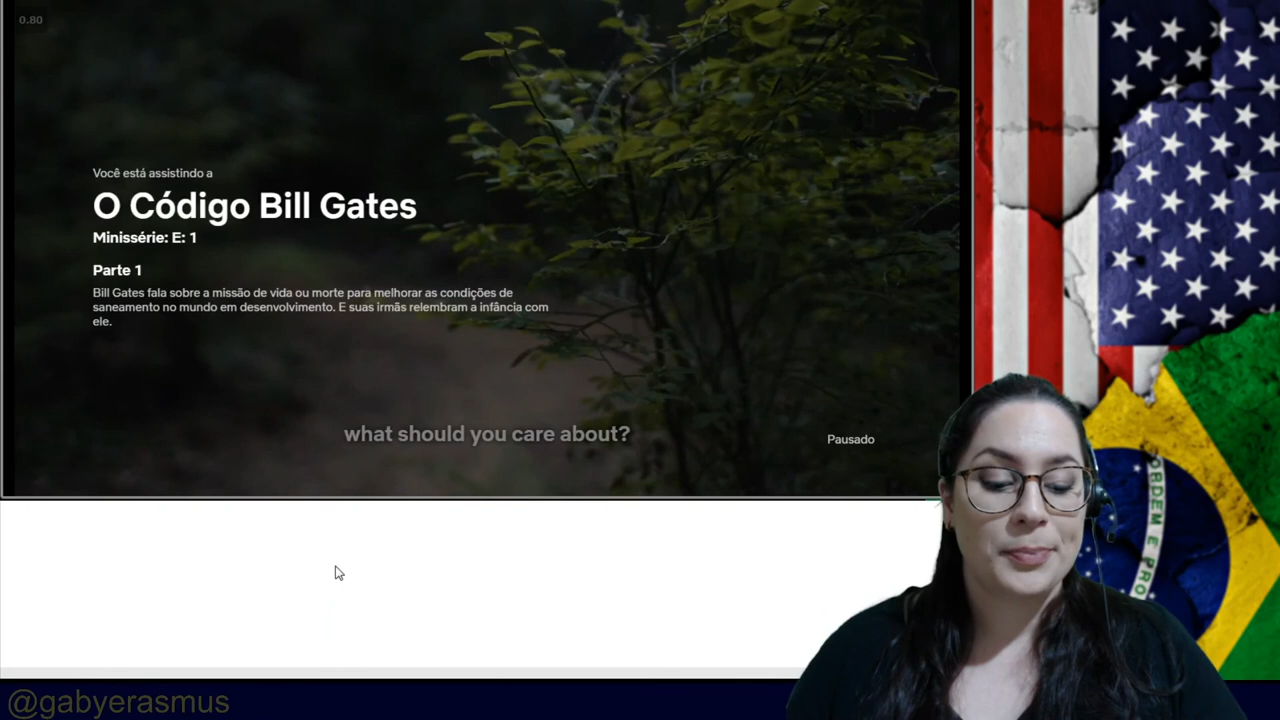 0.80
Você está assistindo a
O Código Bill Gates
Minissérie: E: 1
Parte 1
Bill Gates fala sobre a missão de vida ou morte para melhorar as condições de
saneamento no mundo em desenvolvimento. E suas irmãs relembram a infância com
ele.
what should you care about?
Pausado
ORDEM E PRO
@gabyerasmus